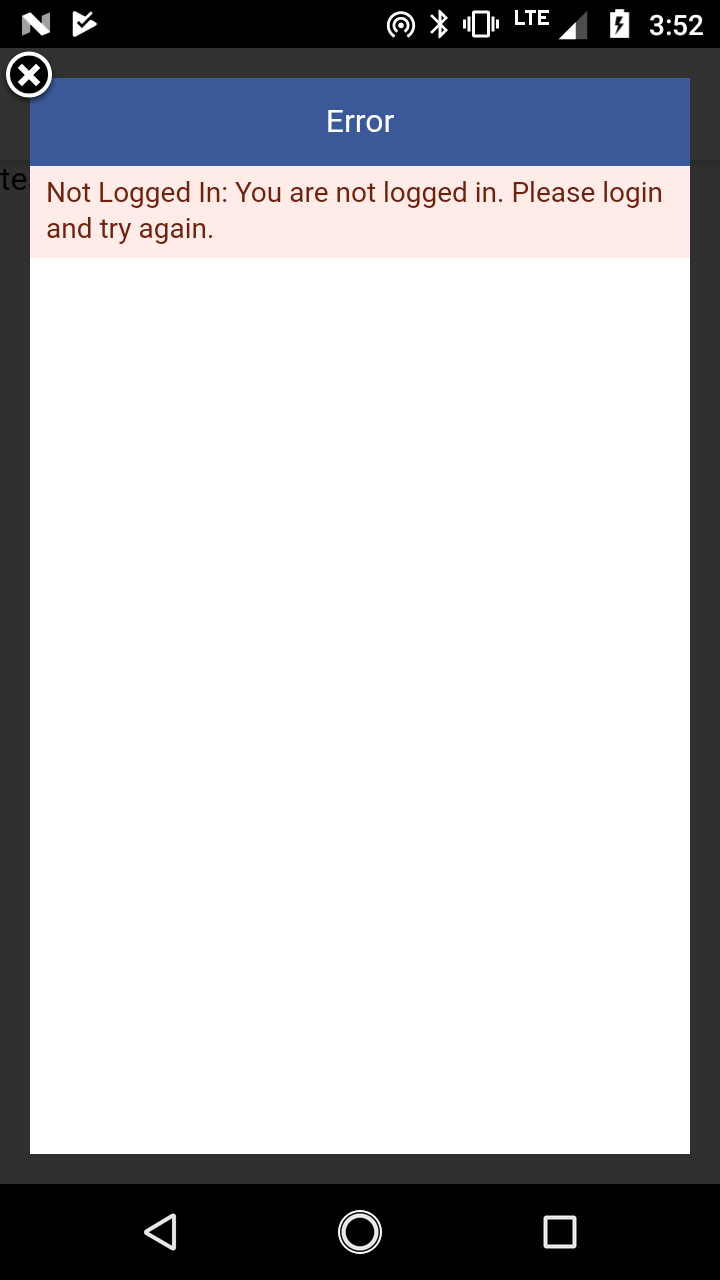 LTE 3:52
Error
te
Not Logged In: You are not logged in. Please login
and try again.